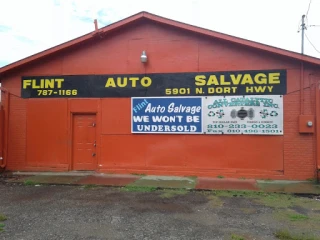 FLINT AUTO SALVAGE
787-1166 5901 N. DORT HWY
Flint Auto Salvage
WE WON'T BE
UNDERSOLD
810-233-0023